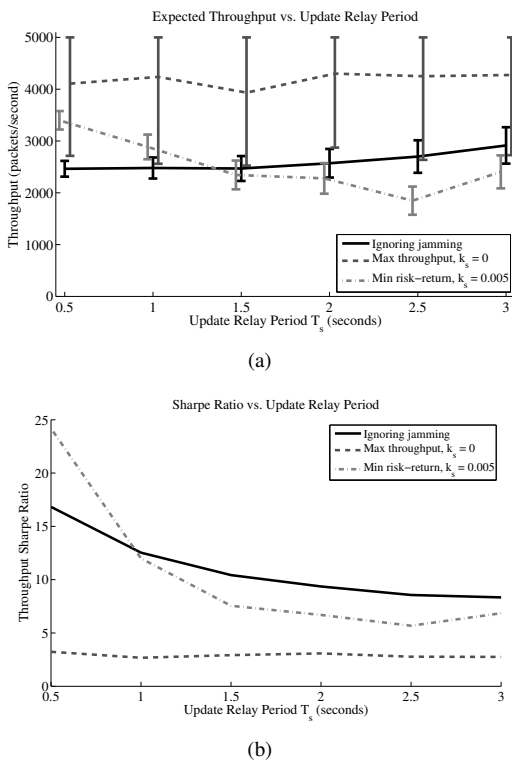 Expected Throughput vs. Update Relay Period
Throughput (packets/second)
5000
4000
3000
2000
1000
0
Ignoring jamming
Max throughput, k_s = 0
Min risk−return, k_s = 0.005
0.5 1 1.5 2 2.5 3
Update Relay Period T_s (seconds)
(a)
Sharpe Ratio vs. Update Relay Period
Throughput Sharpe Ratio
25
20
15
10
5
0
Ignoring jamming
Max throughput, k_s = 0
Min risk−return, k_s = 0.005
0.5 1 1.5 2 2.5 3
Update Relay Period T_s (seconds)
(b)